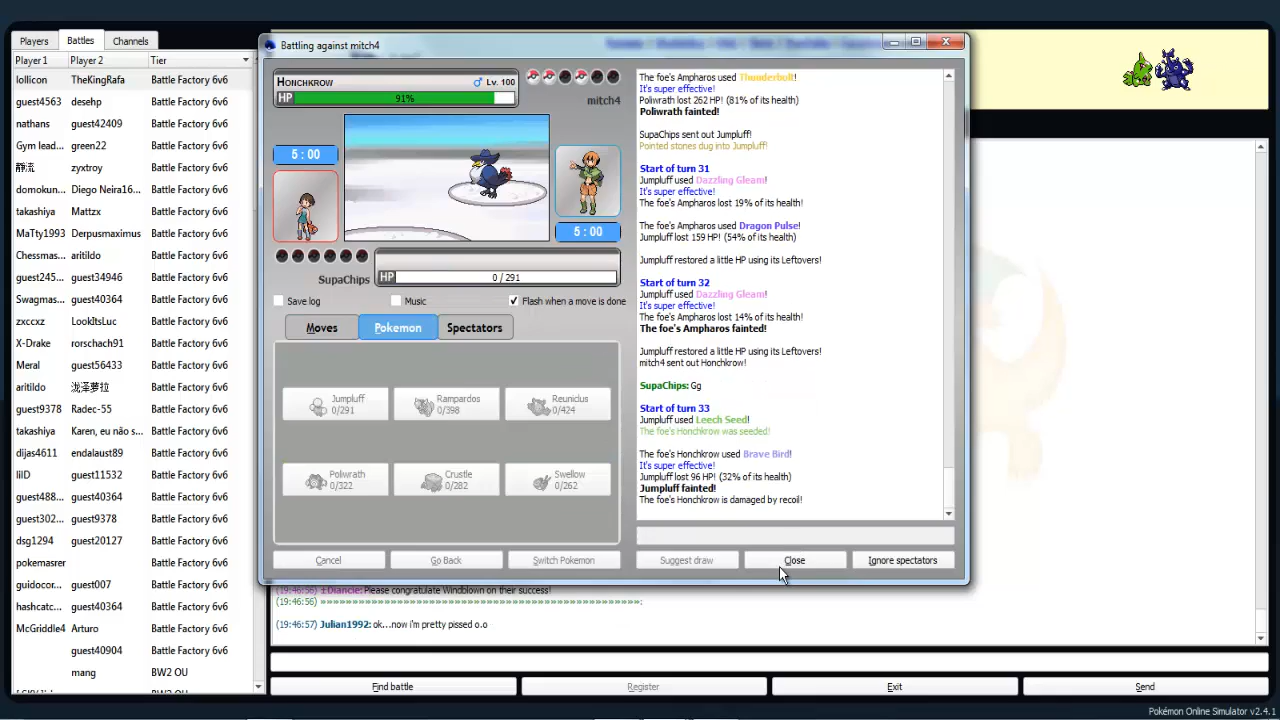 Players
Battles
Channels
Player 1 Player 2 Tier
lollicon TheKingRafa Battle Factory 6v6
guest4563 desehp Battle Factory 6v6
nathans guest42409 Battle Factory 6v6
Gym lead... green22 Battle Factory 6v6
zyxtroy Battle Factory 6v6
domokun... Diego Neira16... Battle Factory 6v6
takashiya Mattzx Battle Factory 6v6
MaTty1993 Derpusmaximus Battle Factory 6v6
Chessmas... aritildo Battle Factory 6v6
guest245... guest34946 Battle Factory 6v6
Swagmas... guest40364 Battle Factory 6v6
zxccxz LookItsLuc Battle Factory 6v6
X-Drake rorschach91 Battle Factory 6v6
Meral guest56433 Battle Factory 6v6
aritildo Battle Factory 6v6
guest9378 Radec-55 Battle Factory 6v6
takashiya Karen, eu não s... Battle Factory 6v6
dijas4611 endalaust89 Battle Factory 6v6
liliD guest11532 Battle Factory 6v6
guest488... guest40364 Battle Factory 6v6
guest302... guest9378 Battle Factory 6v6
dsg1294 guest20127 Battle Factory 6v6
pokemasrer Battle Factory 6v6
guidocor... guest007 Battle Factory 6v6
hashcatc... guest40364 Battle Factory 6v6
McGriddle4 Arturo Battle Factory 6v6
guest40904 Battle Factory 6v6
mang BW2 OU
BW2 OU
Battling against mitch4
HONCHKROW ♂ Lv. 100
HP 91%
mitch4
5 : 00
5 : 00
SupaChips
HP 0 / 291
Save log
Music
Flash when a move is done
Moves
Pokemon
Spectators
Jumpluff
0/291
Rampardos
0/398
Reuniclus
0/424
Poliwrath
0/322
Crustle
0/282
Swellow
0/262
Cancel
Go Back
Switch Pokemon
The foe's Ampharos used Thunderbolt!
It's super effective!
Poliwrath lost 262 HP! (81% of its health)
Poliwrath fainted!
SupaChips sent out Jumpluff!
Pointed stones dug into Jumpluff!
Start of turn 31
Jumpluff used Dazzling Gleam!
It's super effective!
The foe's Ampharos lost 19% of its health!
The foe's Ampharos used Dragon Pulse!
Jumpluff lost 159 HP! (54% of its health)
Jumpluff restored a little HP using its Leftovers!
Start of turn 32
Jumpluff used Dazzling Gleam!
It's super effective!
The foe's Ampharos lost 14% of its health!
The foe's Ampharos fainted!
Jumpluff restored a little HP using its Leftovers!
mitch4 sent out Honchkrow!
SupaChips: Gg
Start of turn 33
Jumpluff used Leech Seed!
The foe's Honchkrow was seeded!
The foe's Honchkrow used Brave Bird!
It's super effective!
Jumpluff lost 96 HP! (32% of its health)
Jumpluff fainted!
The foe's Honchkrow is damaged by recoil!
Suggest draw
Close
Ignore spectators
(19:46:56) ±Diancie: Please congratulate Windblown on their success!
(19:46:56) »»»»»»»»»»»»»»»»»»»»»»»»»»»»»»»»»»»»»»»»»»»»»»»»»»»;
(19:46:57) Julian1992: ok...now i'm pretty pissed o.o
Find battle
Register
Exit
Send
Pokémon Online Simulator v2.4.1